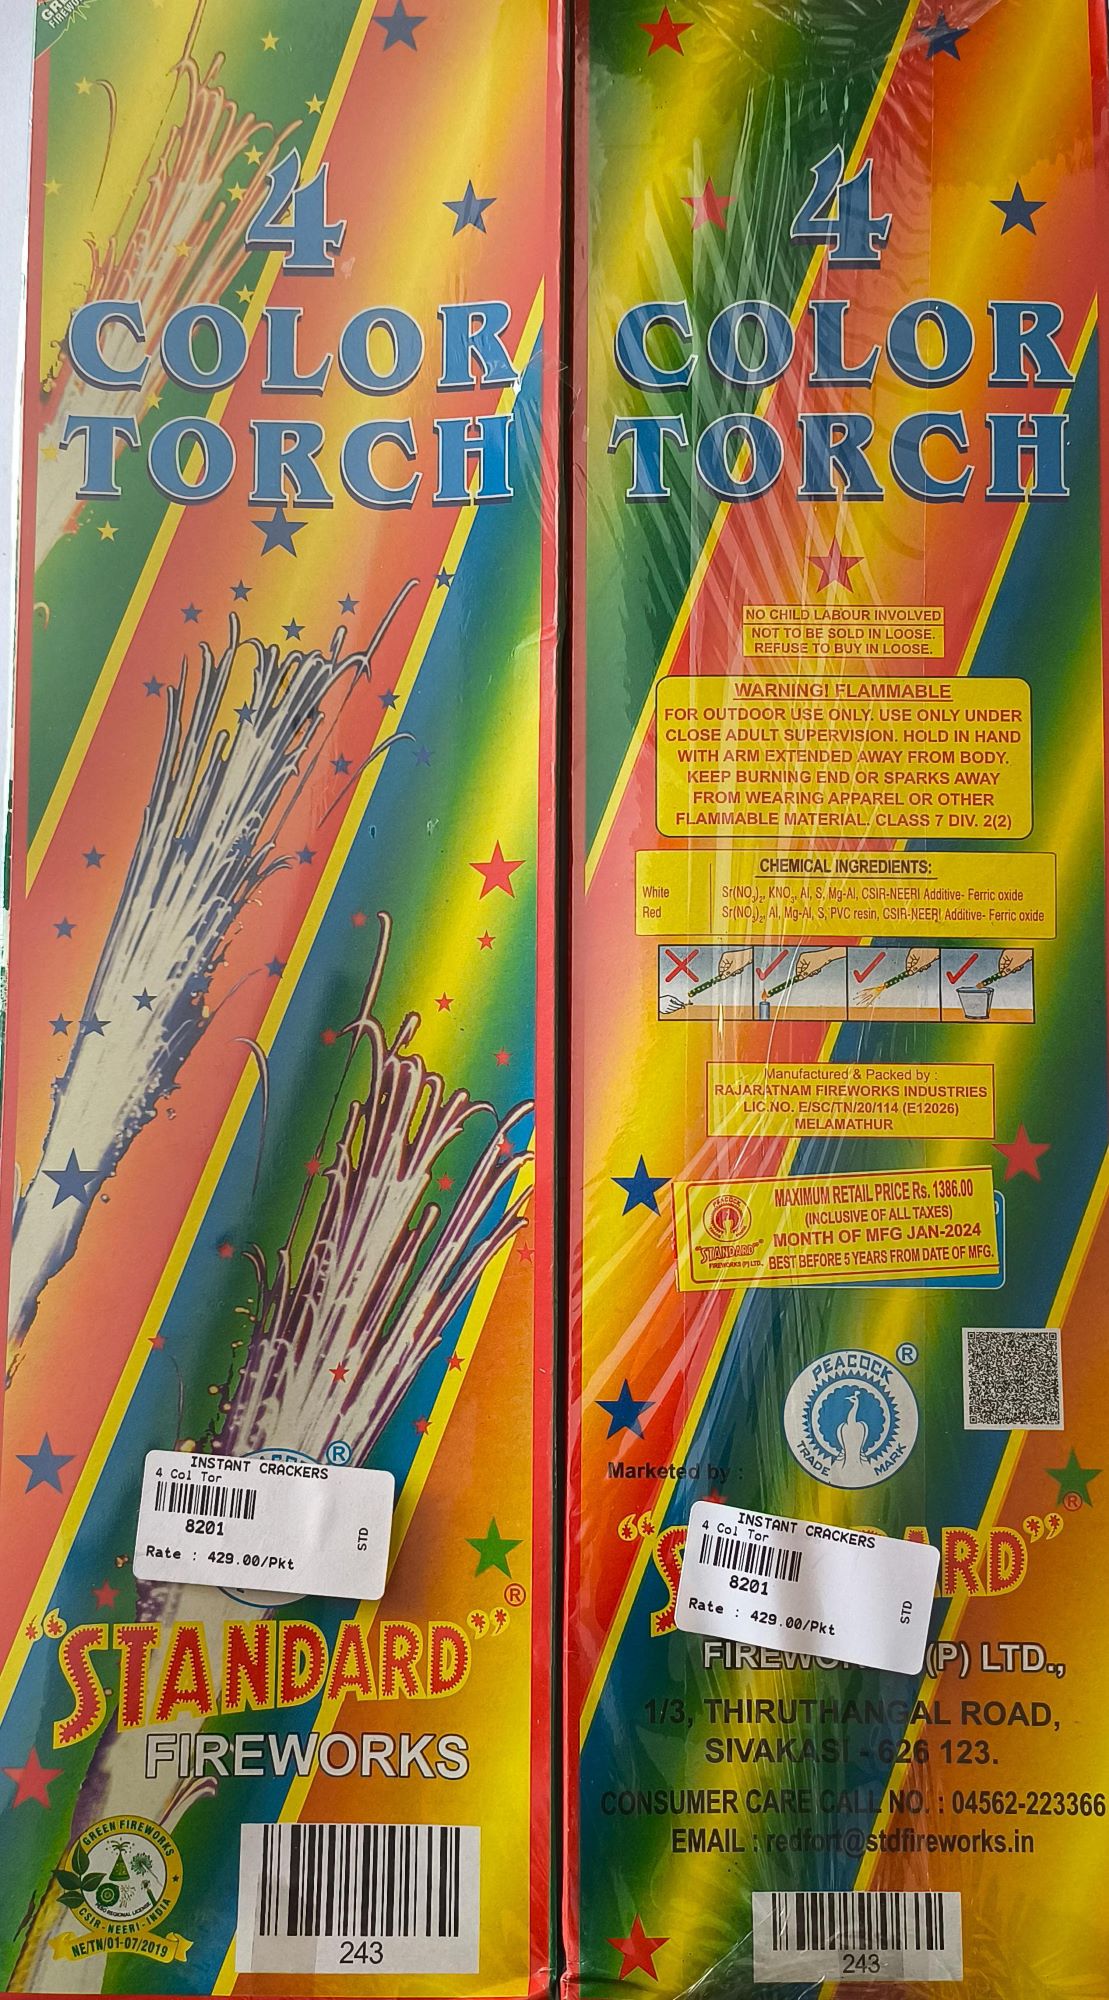 4
COLOR
TORCH
®
INSTANT CRACKERS
4 Col Tor
8201
STD
Rate : 429.00/Pkt
"STANDARD"®
FIREWORKS
GREEN FIREWORKS
CSIR-NEERI-INDIA
NE/TN/01-07/2019
243
4
COLOR
TORCH
NO CHILD LABOUR INVOLVED
NOT TO BE SOLD IN LOOSE.
REFUSE TO BUY IN LOOSE.
WARNING! FLAMMABLE
FOR OUTDOOR USE ONLY. USE ONLY UNDER
CLOSE ADULT SUPERVISION. HOLD IN HAND
WITH ARM EXTENDED AWAY FROM BODY.
KEEP BURNING END OR SPARKS AWAY
FROM WEARING APPAREL OR OTHER
FLAMMABLE MATERIAL. CLASS 7 DIV. 2(2)
CHEMICAL INGREDIENTS:
White Sr(NO3)2, KNO3, Al, S, Mg-Al, CSIR-NEERI Additive- Ferric oxide
Red Sr(NO3)2, Al, Mg-Al, S, PVC resin, CSIR-NEERI Additive- Ferric oxide
Manufactured & Packed by :
RAJARATNAM FIREWORKS INDUSTRIES
LIC.NO. E/SC/TN/20/114 (E12026)
MELAMATHUR
PEACOCK
"STANDARD"
FIREWORKS (P) LTD.,
MAXIMUM RETAIL PRICE Rs. 1386.00
(INCLUSIVE OF ALL TAXES)
MONTH OF MFG JAN-2024
BEST BEFORE 5 YEARS FROM DATE OF MFG.
PEACOCK ®
TRADE MARK
Marketed by :
INSTANT CRACKERS
4 Col Tor
8201
STD
Rate : 429.00/Pkt
(P) LTD.,
1/3, THIRUTHANGAL ROAD,
SIVAKASI - 626 123.
CONSUMER CARE CALL NO. : 04562-223366
EMAIL : redfort@stdfireworks.in
243